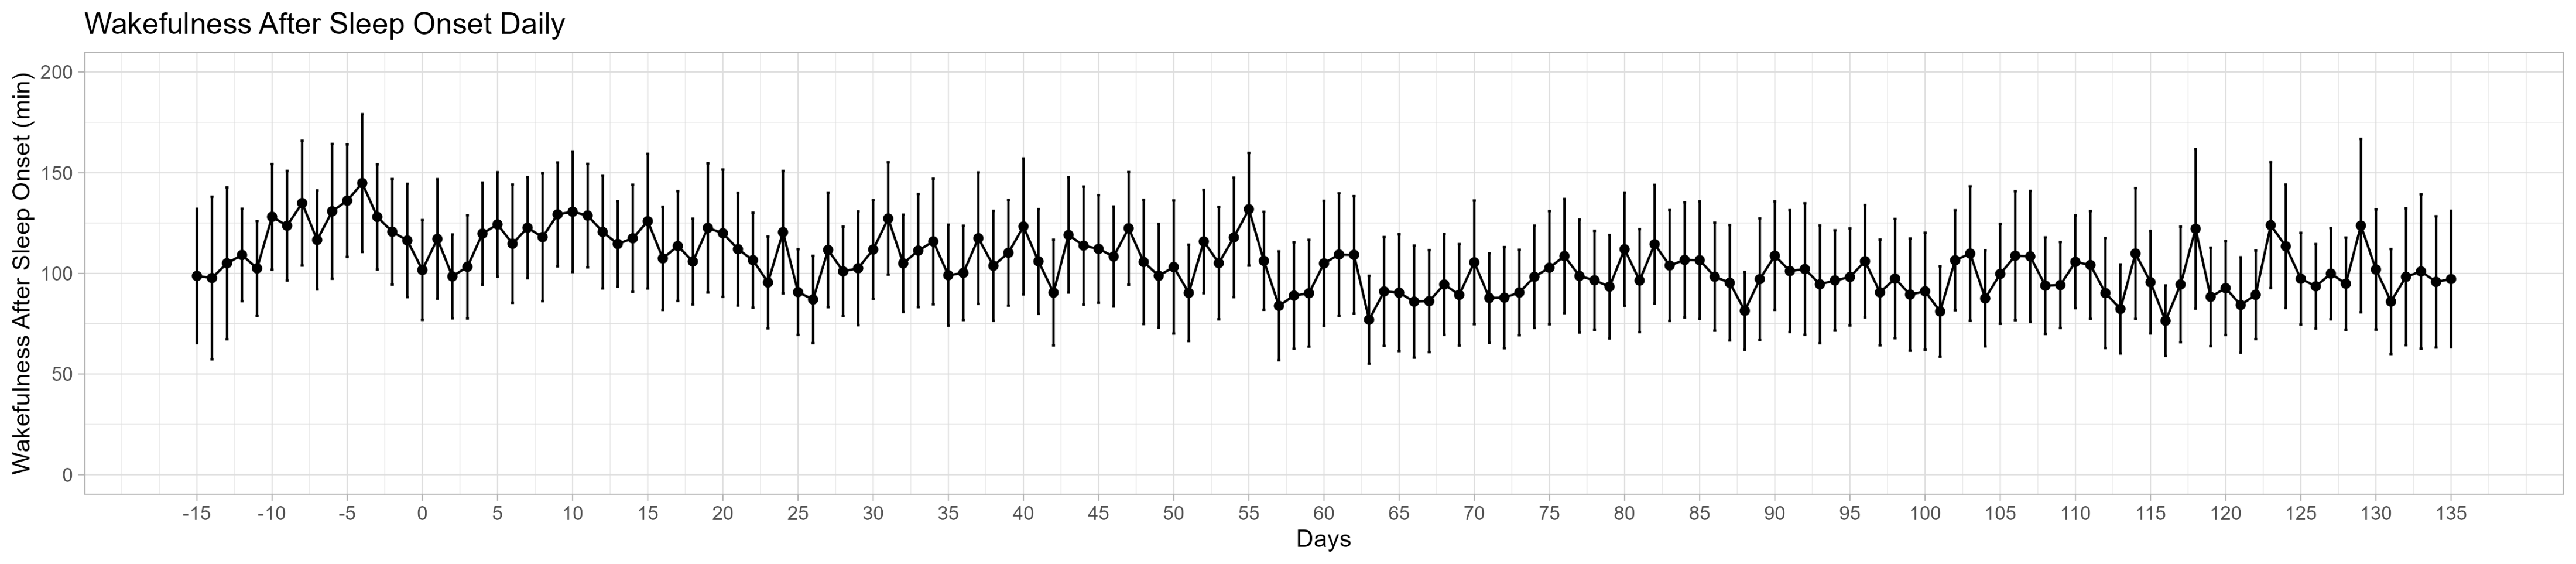 Wakefulness After Sleep Onset Daily
Wakefulness After Sleep Onset (min)
200
150
100
50
0
-15 -10 -5 0 5 10 15 20 25 30 35 40 45 50 55 60 65 70 75 80 85 90 95 100 105 110 115 120 125 130 135
Days